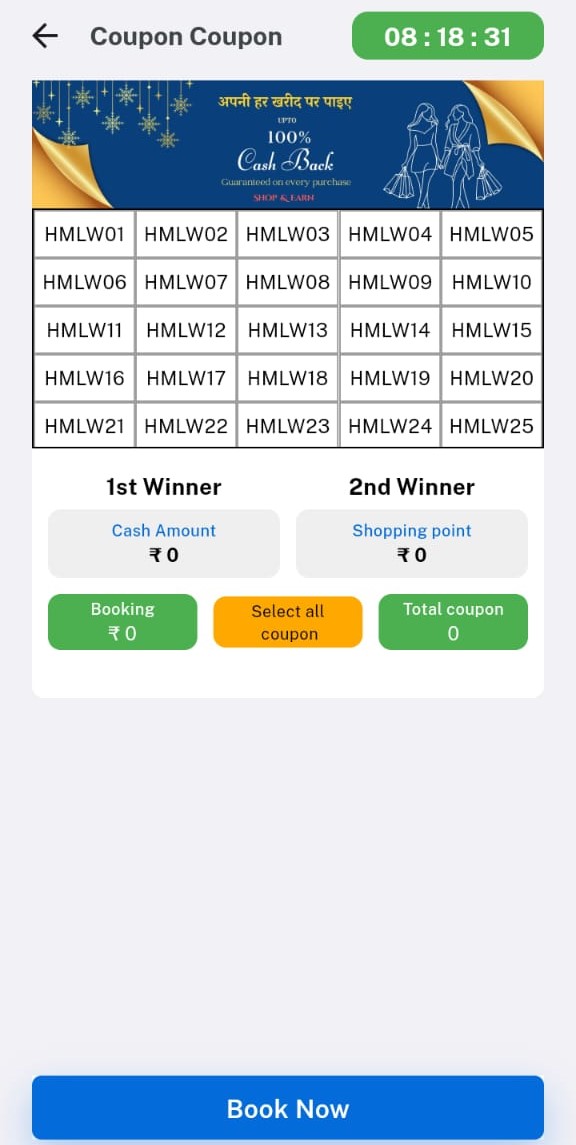 Coupon Coupon
08 : 18 : 31
अपनी हर खरीद पर पाइए
UPTO
100%
Cash Back
Guaranteed on every purchase
SHOP & EARN
HMLW01 HMLW02 HMLW03 HMLW04 HMLW05
HMLW06 HMLW07 HMLW08 HMLW09 HMLW10
HMLW11 HMLW12 HMLW13 HMLW14 HMLW15
HMLW16 HMLW17 HMLW18 HMLW19 HMLW20
HMLW21 HMLW22 HMLW23 HMLW24 HMLW25
1st Winner 2nd Winner
Cash Amount Shopping point
₹ 0 ₹ 0
Booking Select all Total coupon
₹ 0 coupon 0
Book Now